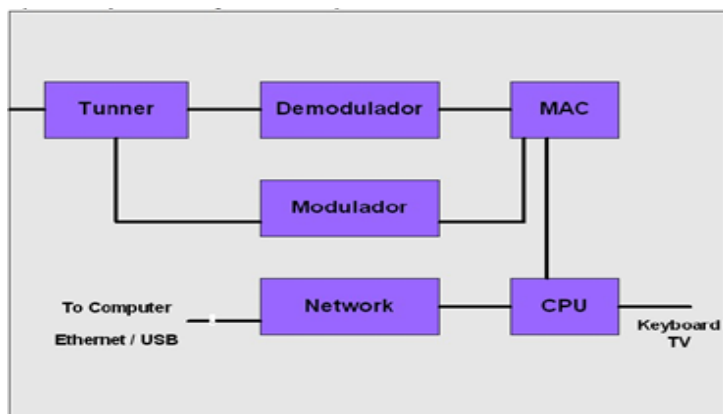 Tunner
Demodulador
MAC
Modulador
To Computer
Ethernet / USB
Network
CPU
Keyboard
TV